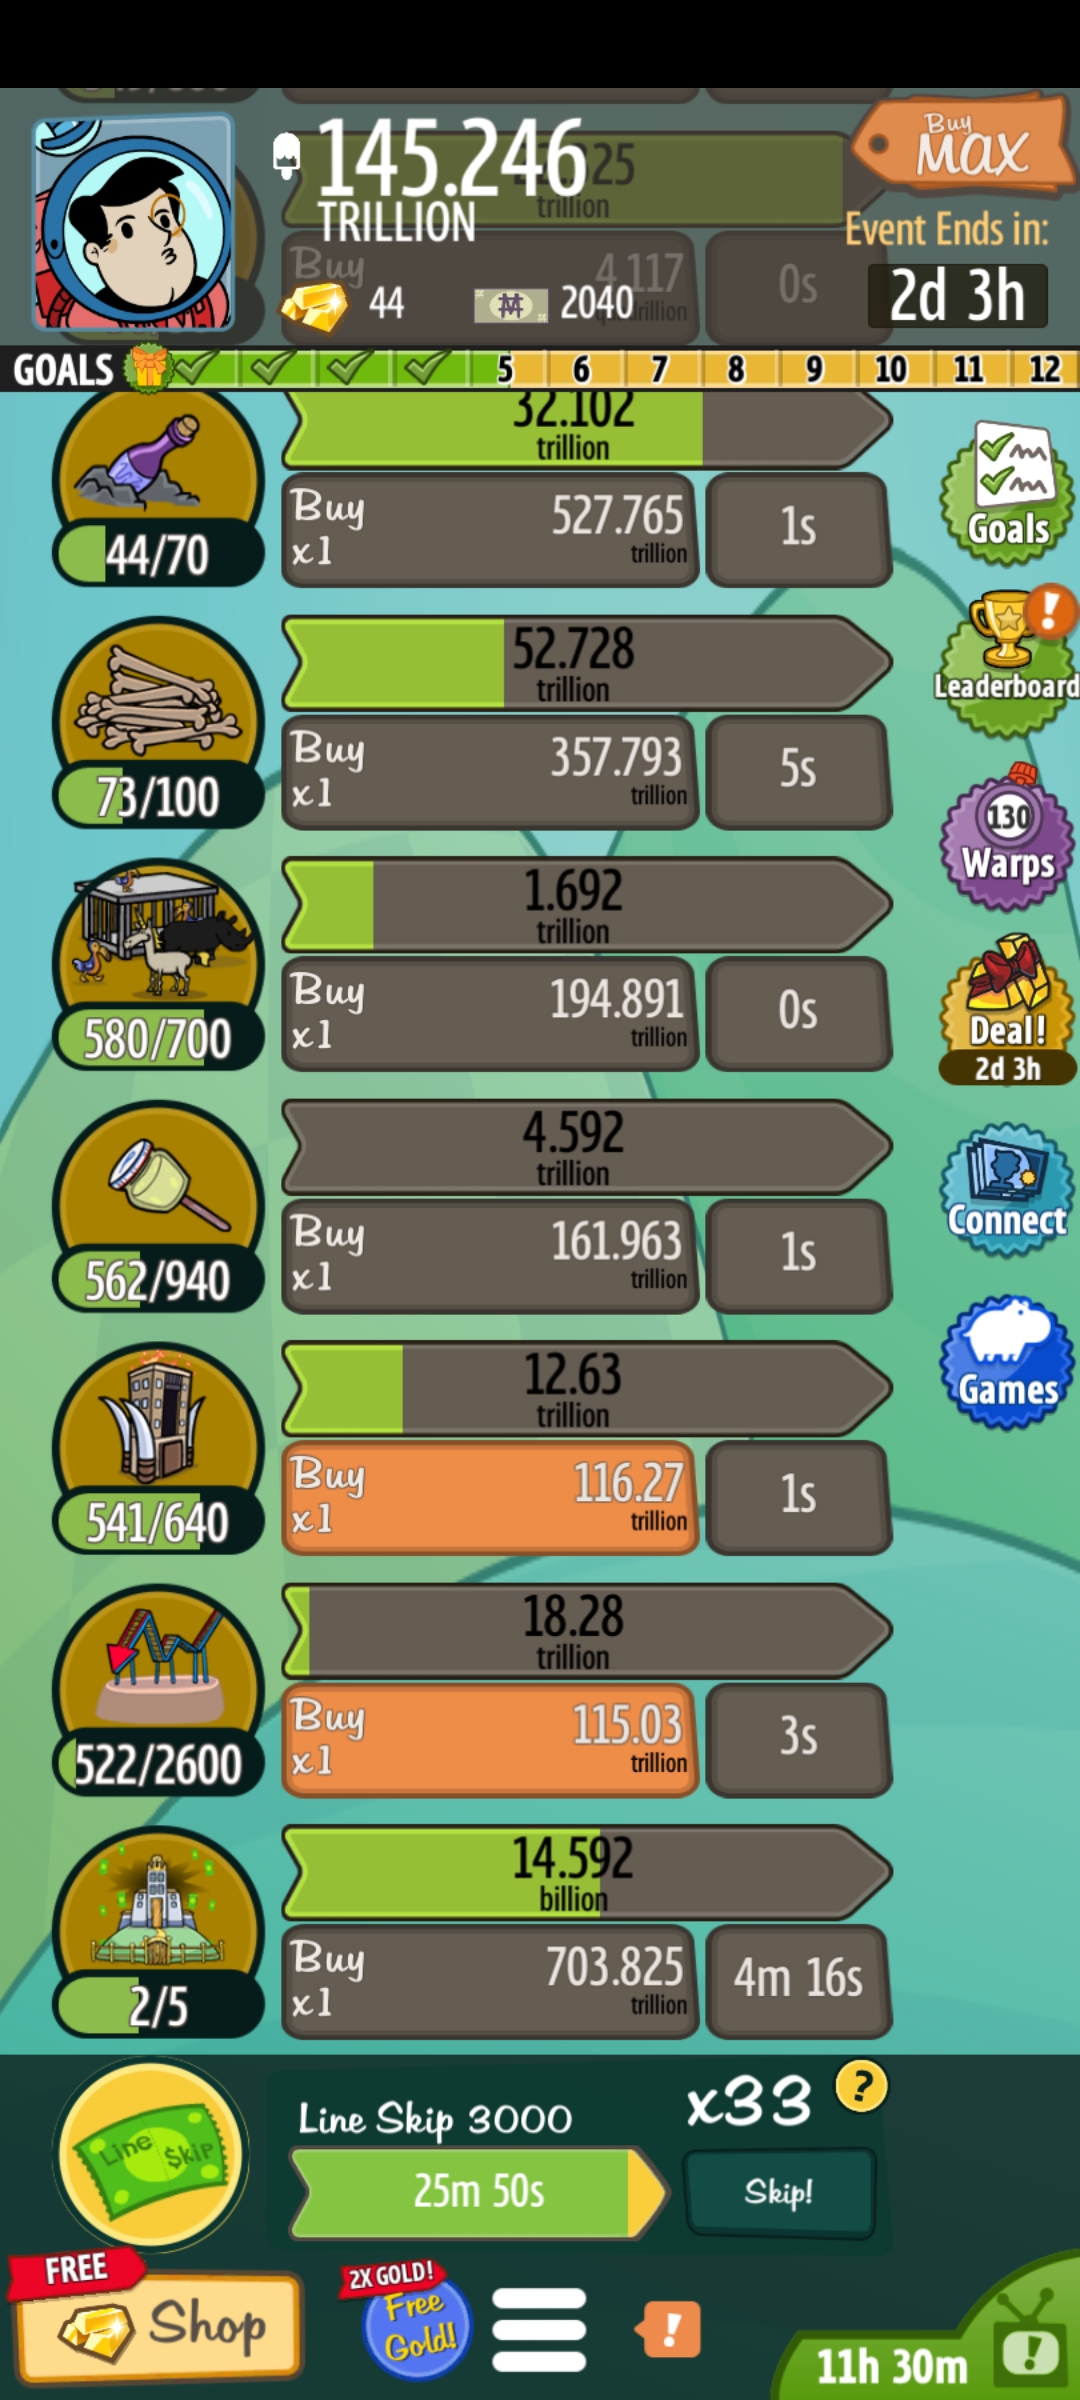 145.246
TRILLION
trillion
Buy
MAX
Event Ends in:
2d 3h
Buy
4.117
0s
44
2040
GOALS
5 6 7 8 9 10 11 12
32.102
trillion
Buy
x1
527.765
trillion
1s
44/70
Goals
Leaderboard
52.728
trillion
Buy
x1
357.793
trillion
5s
73/100
130
Warps
1.692
trillion
Buy
x1
194.891
trillion
0s
580/700
Deal!
2d 3h
4.592
trillion
Buy
x1
161.963
trillion
1s
562/940
Connect
12.63
trillion
Buy
x1
116.27
trillion
1s
541/640
Games
18.28
trillion
Buy
x1
115.03
trillion
3s
522/2600
14.592
billion
Buy
x1
703.825
trillion
4m 16s
2/5
Line $kip
Line Skip 3000
x33
?
25m 50s
Skip!
FREE
Shop
2X GOLD!
Free
Gold!
!
11h 30m
!